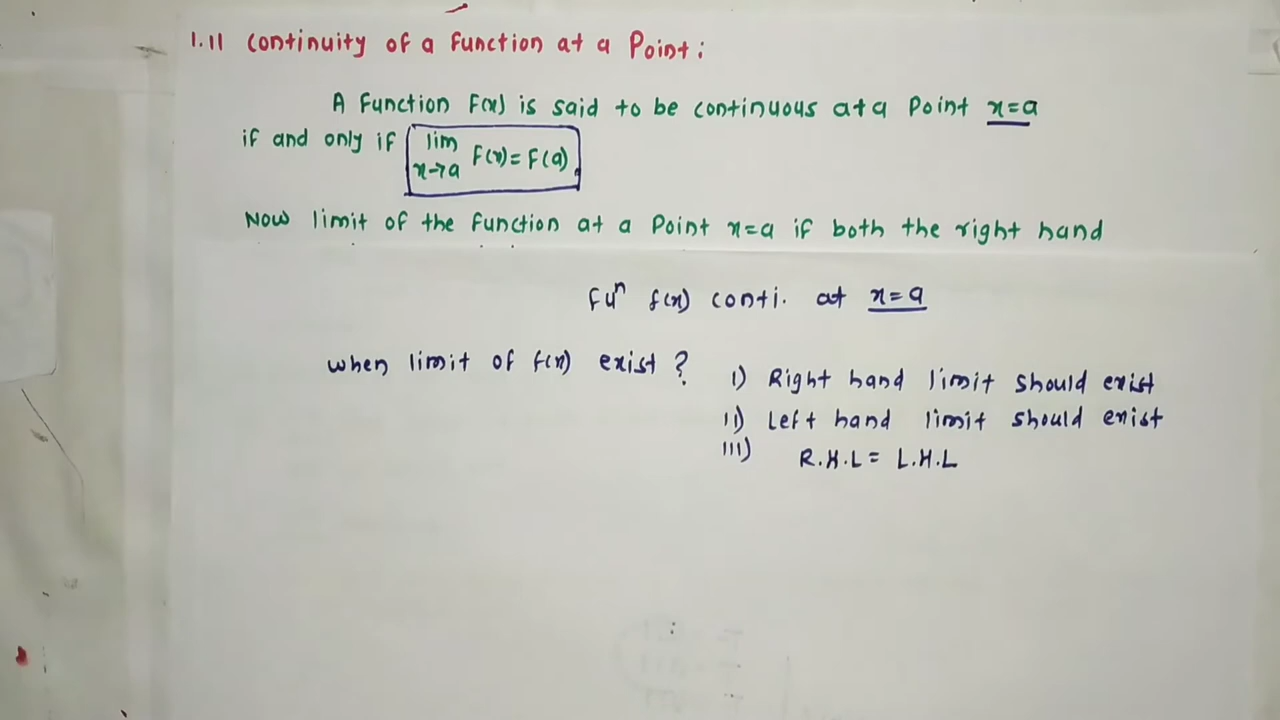 1.11 Continuity of a Function at a Point:
A Function F(x) is said to be continuous at a Point x=a
if and only if lim x→a F(x)=F(a).
Now limit of the Function at a Point x=a if both the right hand
Fuⁿ f(x) conti. at x=a
when limit of f(x) exist?
i) Right hand limit should exist
ii) Left hand limit should exist
iii) R.H.L = L.H.L